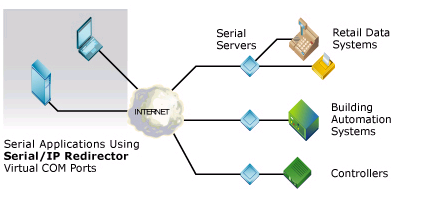 Serial
Servers
Retail Data
Systems
INTERNET
Building
Automation
Systems
Serial Applications Using
Serial/IP Redirector
Virtual COM Ports
Controllers